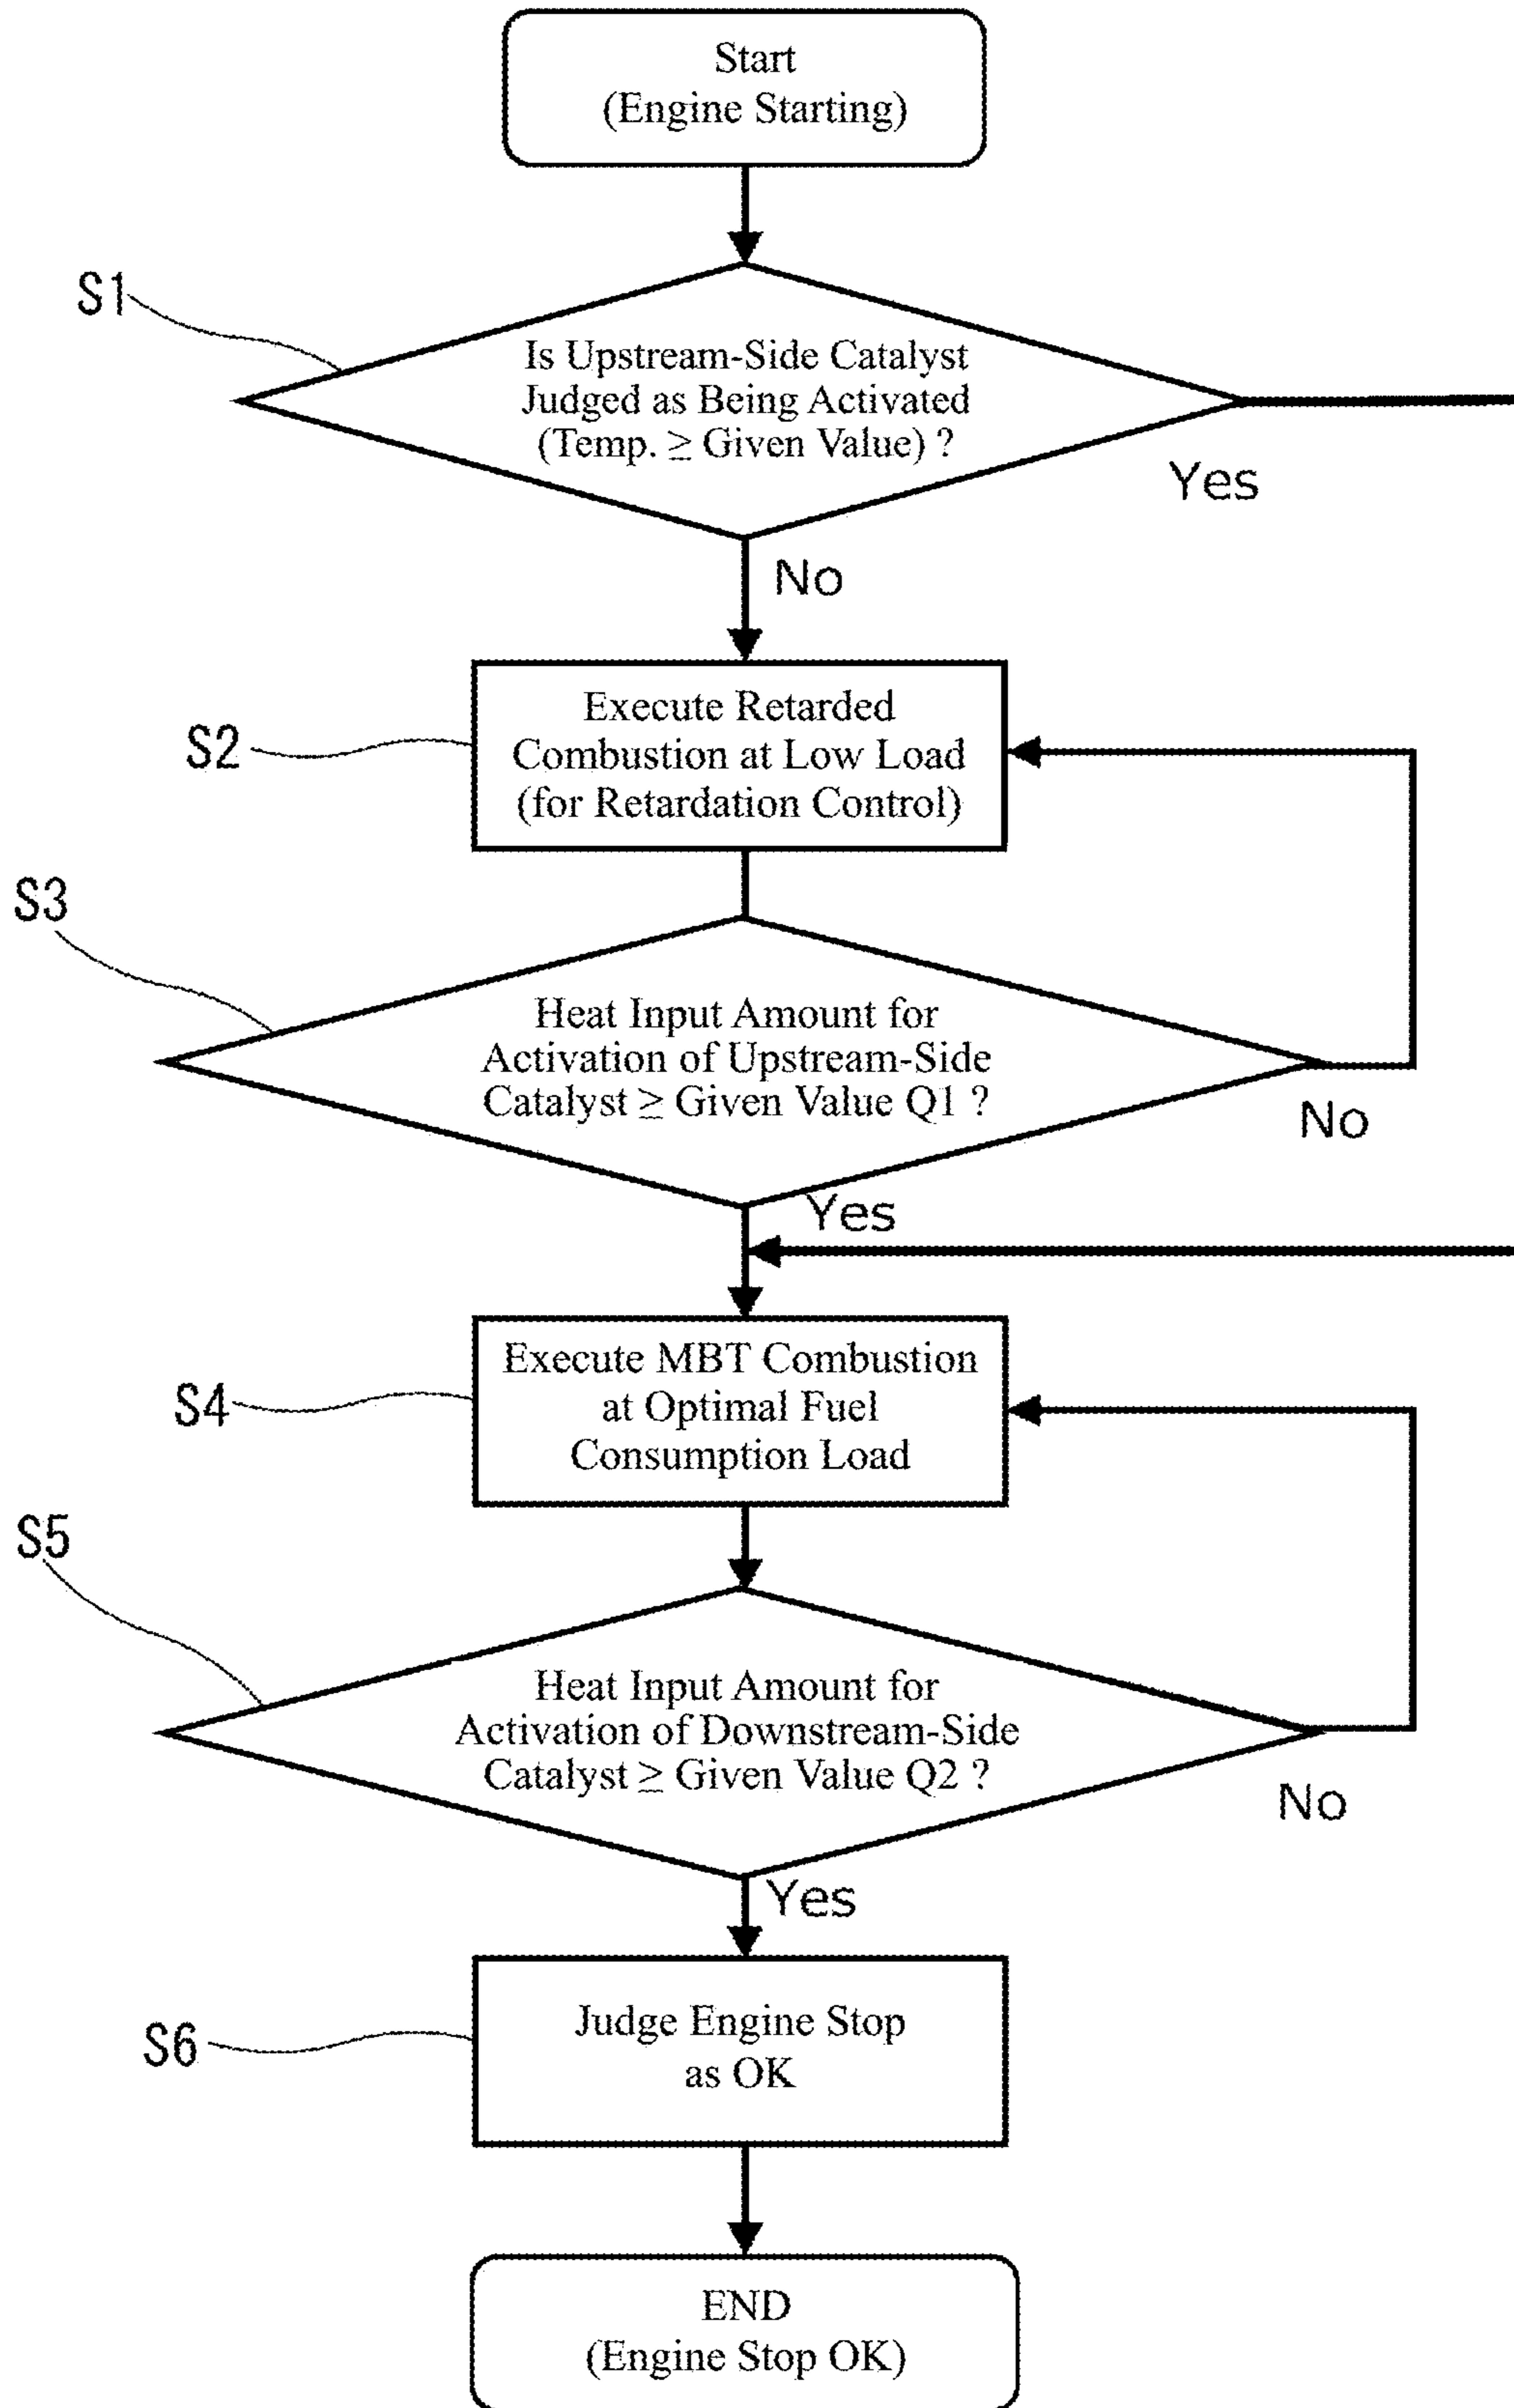 Start
(Engine Starting)
S1
Is Upstream-Side Catalyst
Judged as Being Activated
(Temp. ≥ Given Value) ?
Yes
No
S2
Execute Retarded
Combustion at Low Load
(for Retardation Control)
S3
Heat Input Amount for
Activation of Upstream-Side
Catalyst ≥ Given Value Q1 ?
No
Yes
S4
Execute MBT Combustion
at Optimal Fuel
Consumption Load
S5
Heat Input Amount for
Activation of Downstream-Side
Catalyst ≥ Given Value Q2 ?
No
Yes
S6
Judge Engine Stop
as OK
END
(Engine Stop OK)